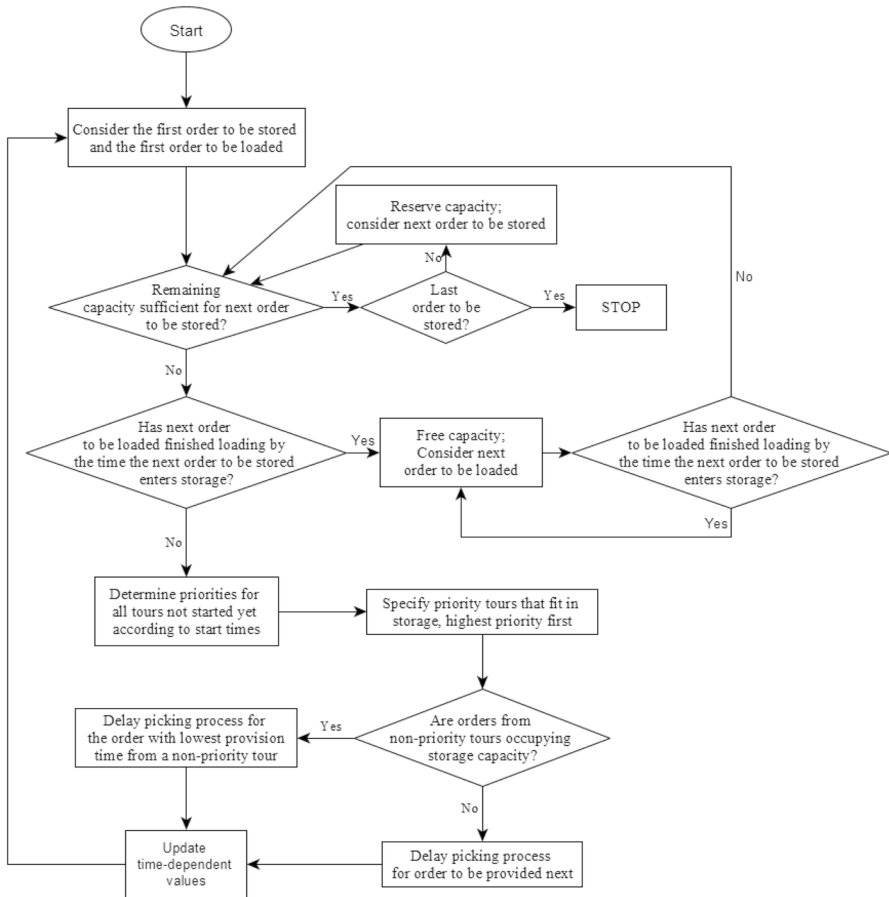 Start
Consider the first order to be stored
and the first order to be loaded
Reserve capacity;
consider next order to be stored
No
No
Remaining
capacity sufficient for next order
to be stored?
Yes
Last
order to be
stored?
Yes
STOP
No
Has next order
to be loaded finished loading by
the time the next order to be stored
enters storage?
Yes
Free capacity;
Consider next
order to be loaded
Has next order
to be loaded finished loading by
the time the next order to be stored
enters storage?
Yes
No
Determine priorities for
all tours not started yet
according to start times
Specify priority tours that fit in
storage, highest priority first
Delay picking process for
the order with lowest provision
time from a non-priority tour
Yes
Are orders from
non-priority tours occupying
storage capacity?
No
Update
time-dependent
values
Delay picking process
for order to be provided next